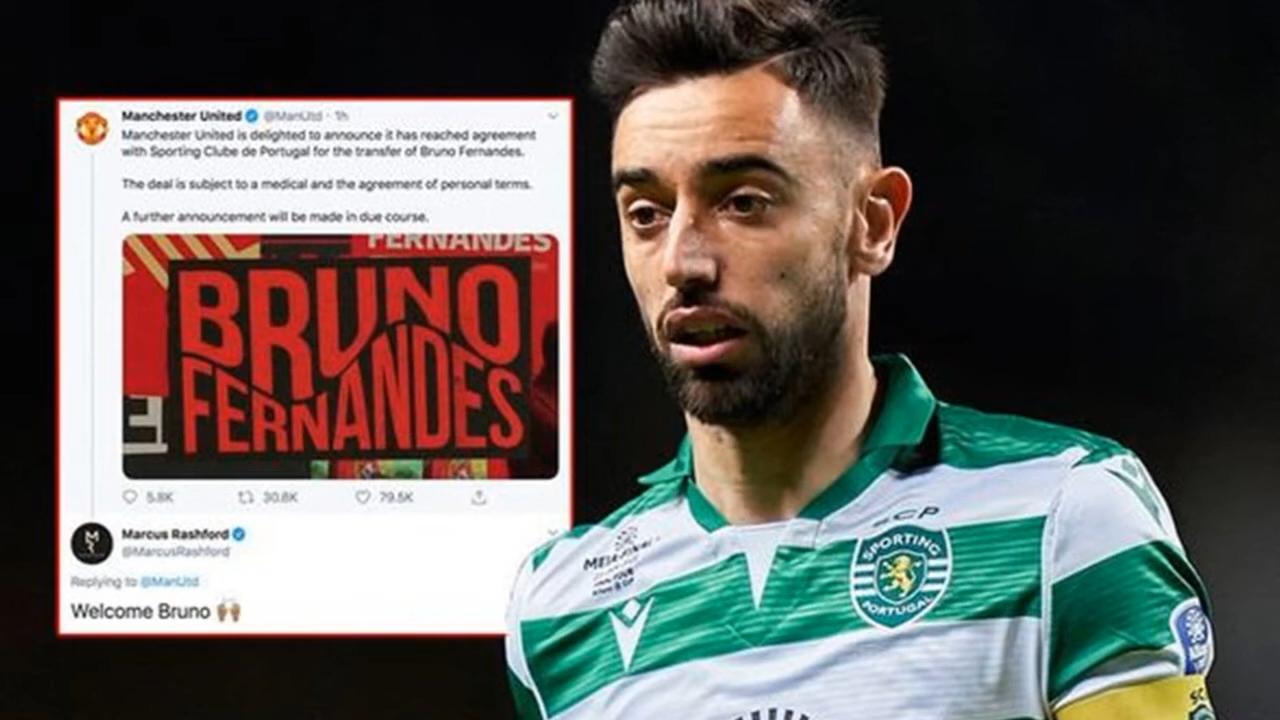 Manchester United @ManUtd · 1h
Manchester United is delighted to announce it has reached agreement
with Sporting Clube de Portugal for the transfer of Bruno Fernandes.
The deal is subject to a medical and the agreement of personal terms.
A further announcement will be made in due course.
FERNANDES
BRUNO
FERNANDES
5.8K 30.8K 79.5K
Marcus Rashford
@MarcusRashford
Replying to @ManUtd
Welcome Bruno 🙌🏽
SCP
SPORTING
PORTUGAL